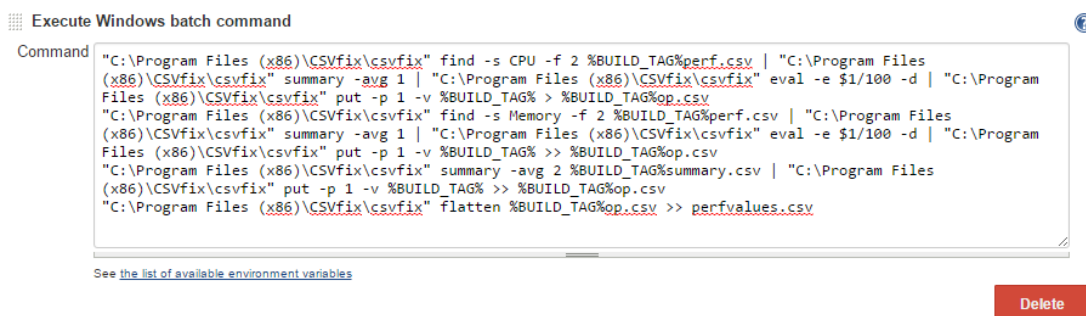 Execute Windows batch command
Command
"C:\Program Files (x86)\CSVfix\csvfix" find -s CPU -f 2 %BUILD_TAG%perf.csv | "C:\Program Files
(x86)\CSVfix\csvfix" summary -avg 1 | "C:\Program Files (x86)\CSVfix\csvfix" eval -e $1/100 -d | "C:\Program
Files (x86)\CSVfix\csvfix" put -p 1 -v %BUILD_TAG% > %BUILD_TAG%op.csv
"C:\Program Files (x86)\CSVfix\csvfix" find -s Memory -f 2 %BUILD_TAG%perf.csv | "C:\Program Files
(x86)\CSVfix\csvfix" summary -avg 1 | "C:\Program Files (x86)\CSVfix\csvfix" eval -e $1/100 -d | "C:\Program
Files (x86)\CSVfix\csvfix" put -p 1 -v %BUILD_TAG% >> %BUILD_TAG%op.csv
"C:\Program Files (x86)\CSVfix\csvfix" summary -avg 2 %BUILD_TAG%summary.csv | "C:\Program Files
(x86)\CSVfix\csvfix" put -p 1 -v %BUILD_TAG% >> %BUILD_TAG%op.csv
"C:\Program Files (x86)\CSVfix\csvfix" flatten %BUILD_TAG%op.csv >> perfvalues.csv
See the list of available environment variables
Delete